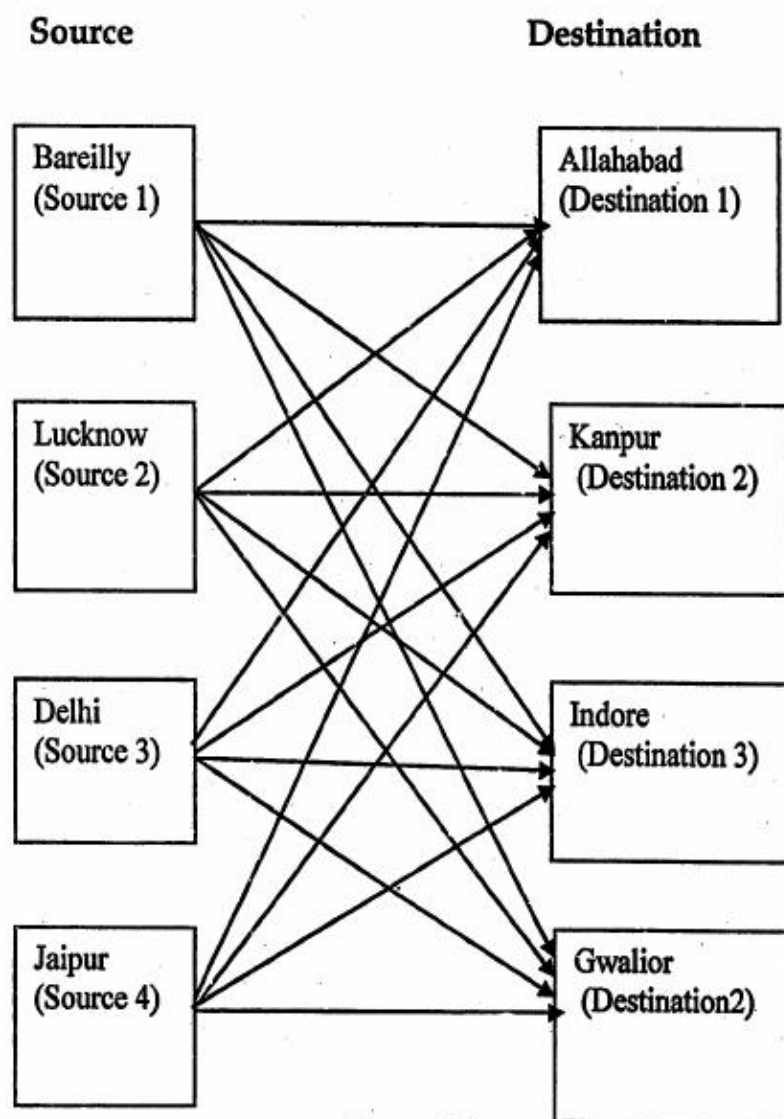 Source
Destination
Bareilly
(Source 1)
Allahabad
(Destination 1)
Lucknow
(Source 2)
Kanpur
(Destination 2)
Delhi
(Source 3)
Indore
(Destination 3)
Jaipur
(Source 4)
Gwalior
(Destination2)